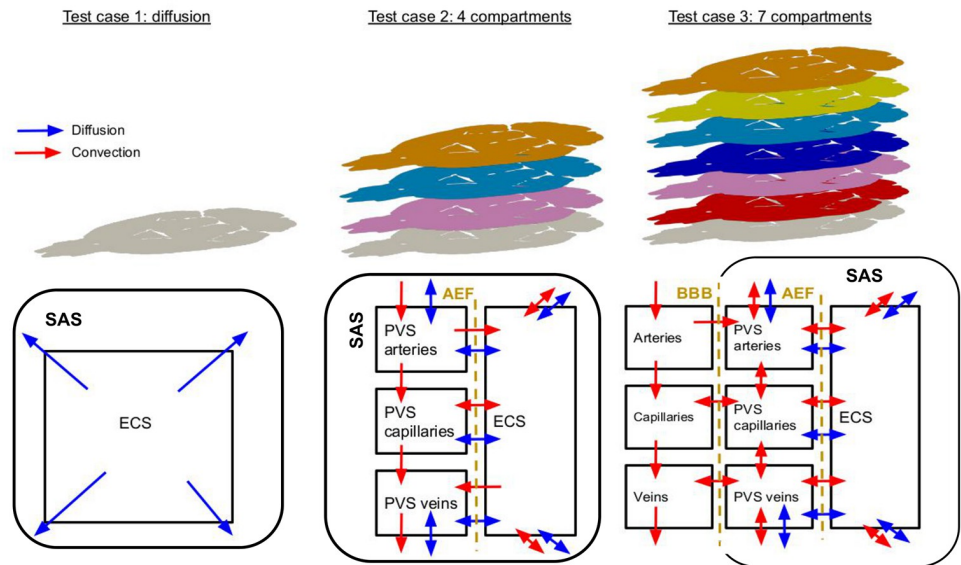 Test case 1: diffusion
Test case 2: 4 compartments
Test case 3: 7 compartments
Diffusion
Convection
SAS
ECS
SAS
AEF
PVS
arteries
PVS
capillaries
ECS
PVS veins
SAS
BBB
AEF
Arteries
PVS
arteries
Capillaries
PVS
capillaries
ECS
Veins
PVS veins